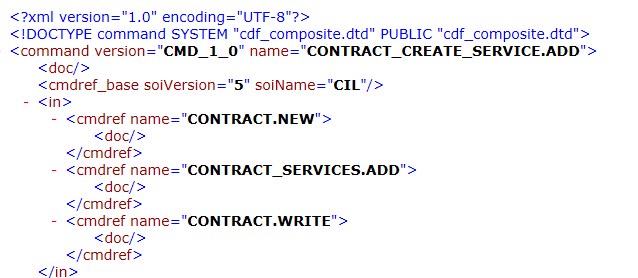 <?xml version="1.0" encoding="UTF-8"?>
<!DOCTYPE command SYSTEM "cdf_composite.dtd" PUBLIC "cdf_composite.dtd">
<command version="CMD_1_0" name="CONTRACT_CREATE_SERVICE.ADD">
<doc/>
<cmdref_base soiVersion="5" soiName="CIL"/>
- <in>
- <cmdref name="CONTRACT.NEW">
<doc/>
</cmdref>
- <cmdref name="CONTRACT_SERVICES.ADD">
<doc/>
</cmdref>
- <cmdref name="CONTRACT.WRITE">
<doc/>
</cmdref>
</in>